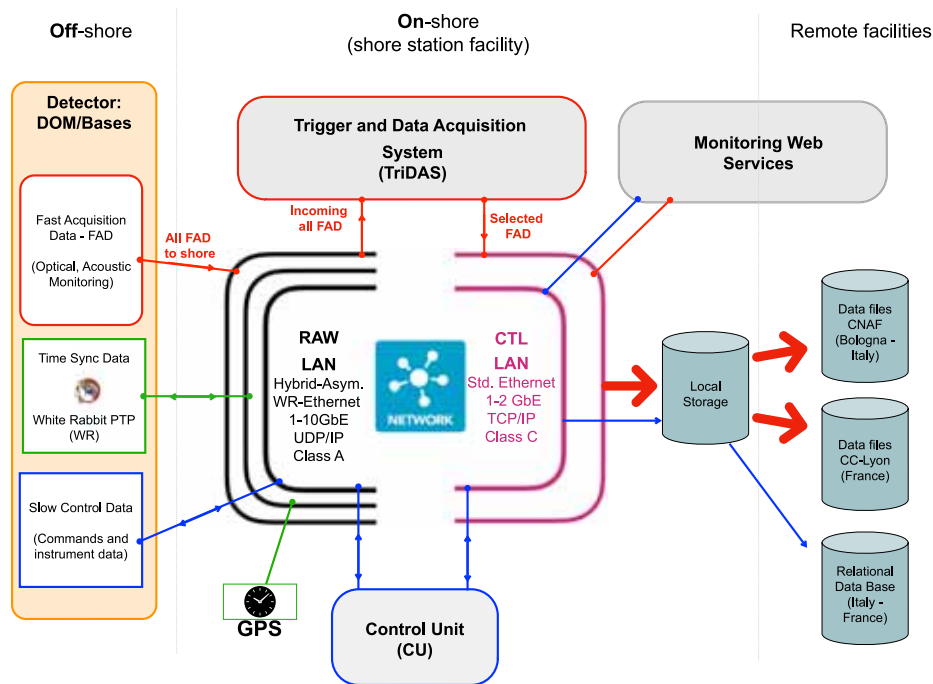 Off-shore
On-shore
(shore station facility)
Remote facilities
Detector:
DOM/Bases
Fast Acquisition
Data - FAD
(Optical, Acoustic
Monitoring)
All FAD
to shore
Time Sync Data
White Rabbit PTP
(WR)
Slow Control Data
(Commands and
instrument data)
Trigger and Data Acquisition
System
(TriDAS)
Incoming
all FAD
Selected
FAD
Monitoring Web
Services
RAW
LAN
Hybrid-Asym.
WR-Ethernet
1-10GbE
UDP/IP
Class A
NETWORK
CTL
LAN
Std. Ethernet
1-2 GbE
TCP/IP
Class C
GPS
Control Unit
(CU)
Local
Storage
Data files
CNAF
(Bologna -
Italy)
Data files
CC-Lyon
(France)
Relational
Data Base
(Italy -
France)